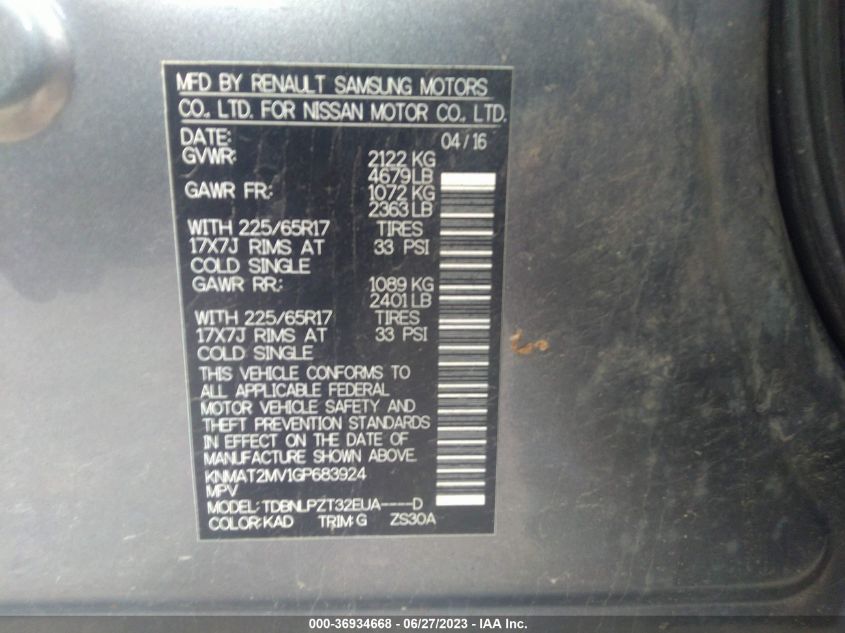 MFD BY RENAULT SAMSUNG MOTORS
CO., LTD. FOR NISSAN MOTOR CO., LTD.
DATE: 04/16
GVWR: 2122 KG
4679LB
GAWR FR: 1072 KG
2363 LB
WITH 225/65R17 TIRES
17X7J RIMS AT 33 PSI
COLD SINGLE
GAWR RR: 1089 KG
2401 LB
WITH 225/65R17 TIRES
17X7J RIMS AT 33 PSI
COLD SINGLE
THIS VEHICLE CONFORMS TO
ALL APPLICABLE FEDERAL
MOTOR VEHICLE SAFETY AND
THEFT PREVENTION STANDARDS
IN EFFECT ON THE DATE OF
MANUFACTURE SHOWN ABOVE.
KNMAT2MV1GP683924
MPV
MODEL: TDBNLPZT32EUA----D
COLOR:KAD TRIM:G ZS30A
000-36934668 - 06/27/2023 - IAA Inc.